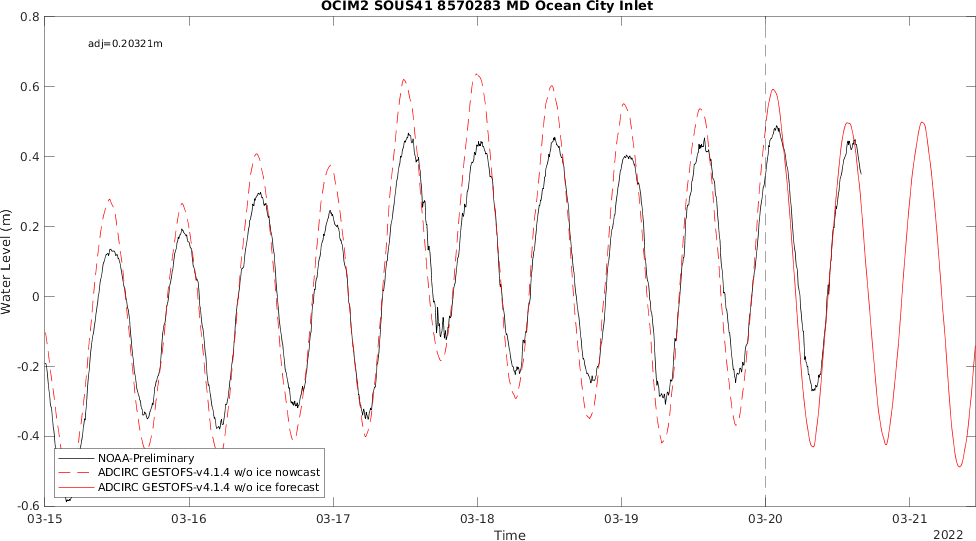 OCIM2 SOUS41 8570283 MD Ocean City Inlet
adj=0.20321m
Water Level (m)
0.8
0.6
0.4
0.2
0
-0.2
-0.4
-0.6
NOAA-Preliminary
ADCIRC GESTOFS-v4.1.4 w/o ice nowcast
ADCIRC GESTOFS-v4.1.4 w/o ice forecast
03-15 03-16 03-17 03-18 03-19 03-20 03-21
Time
2022